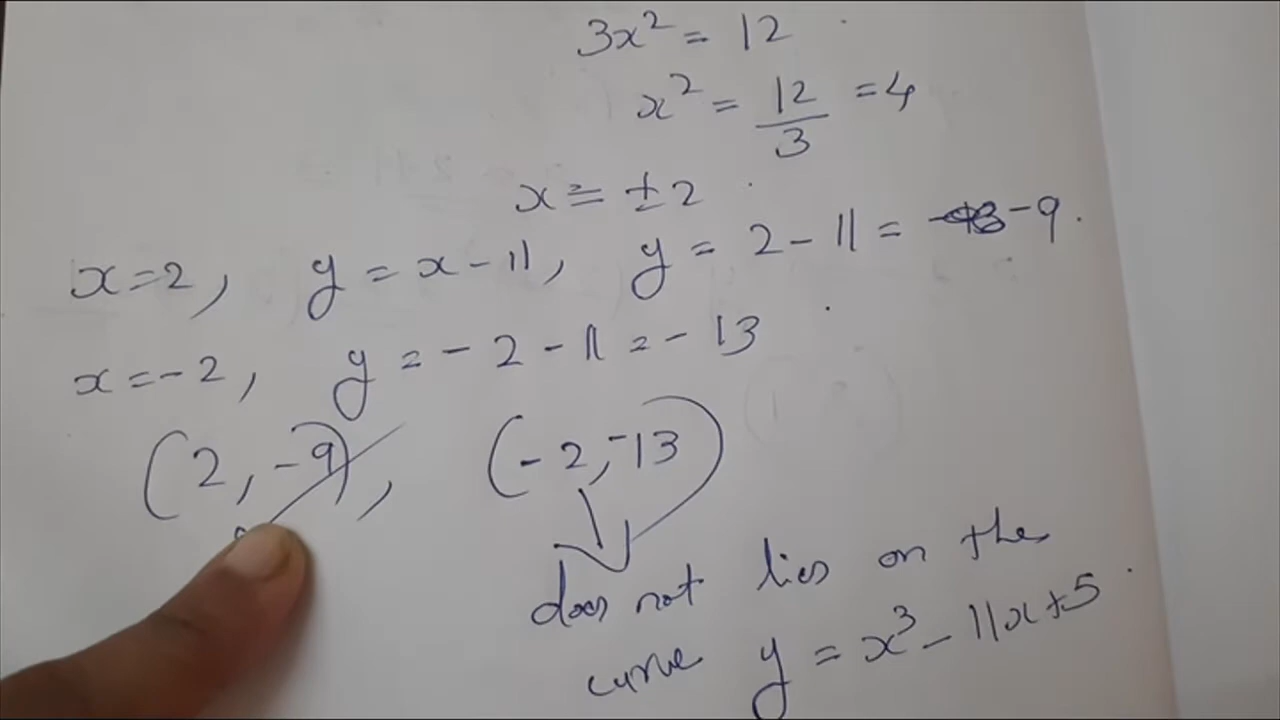 3x² = 12
x² = 12/3 = 4
x = ±2
x=2, y = x-11, y = 2-11 = -9.
x=-2, y = -2-11 = -13
(2, -9), (-2, -13)
does not lies on the
curve y = x³-11x+5